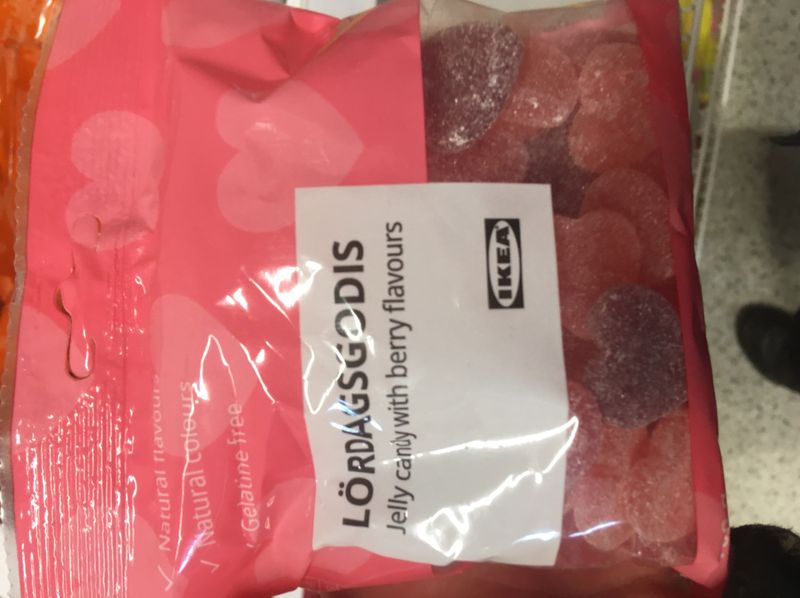 Natural flavours
Natural colours
Gelatine free
LÖRDAGSGODIS
Jelly candy with berry flavours
IKEA